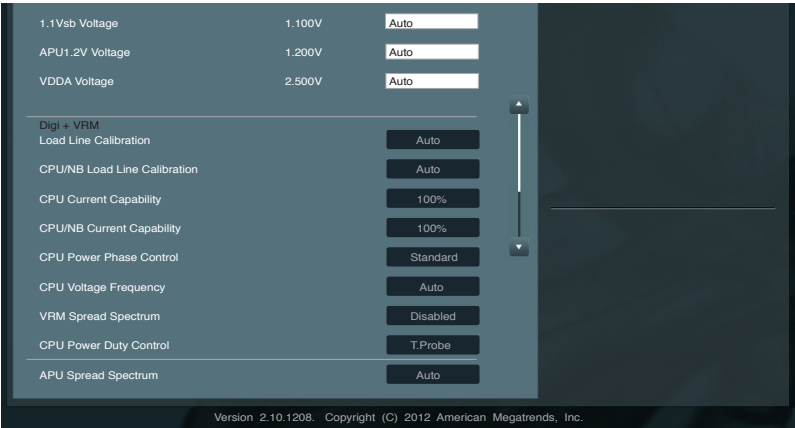 1.1Vsb Voltage 1.100V Auto
APU1.2V Voltage 1.200V Auto
VDDA Voltage 2.500V Auto
Digi + VRM
Load Line Calibration Auto
CPU/NB Load Line Calibration Auto
CPU Current Capability 100%
CPU/NB Current Capability 100%
CPU Power Phase Control Standard
CPU Voltage Frequency Auto
VRM Spread Spectrum Disabled
CPU Power Duty Control T.Probe
APU Spread Spectrum Auto
Version 2.10.1208. Copyright (C) 2012 American Megatrends, Inc.